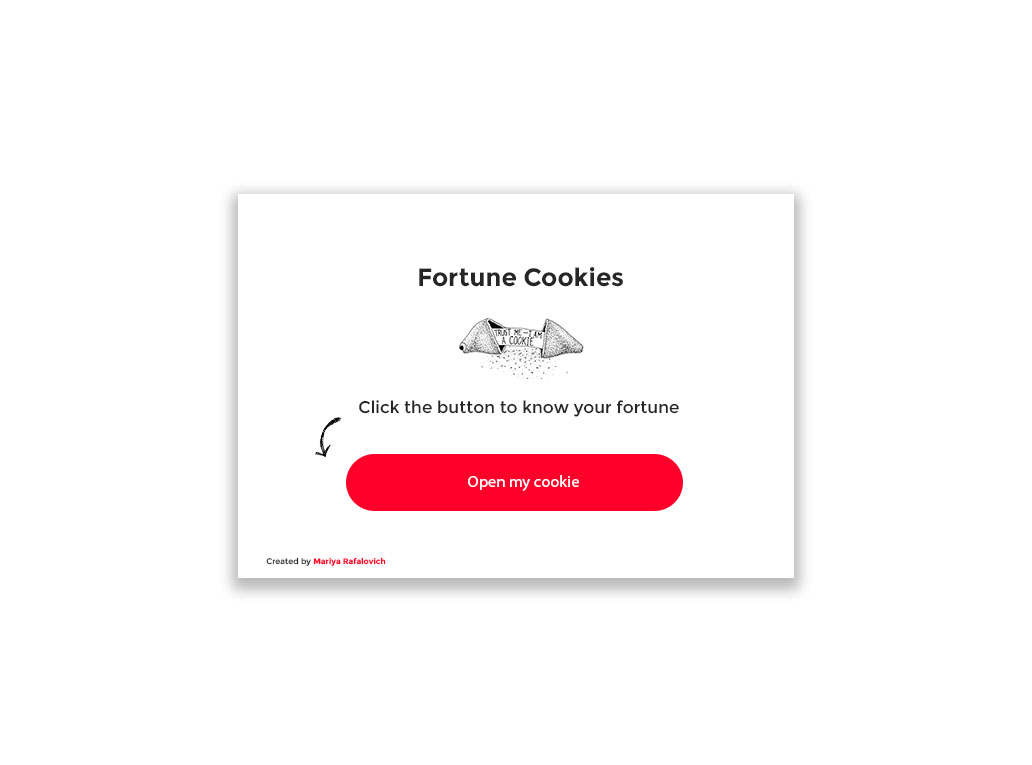 Fortune Cookies
TRUST ME – I AM
A COOKIE
Click the button to know your fortune
Open my cookie
Created by Mariya Rafalovich